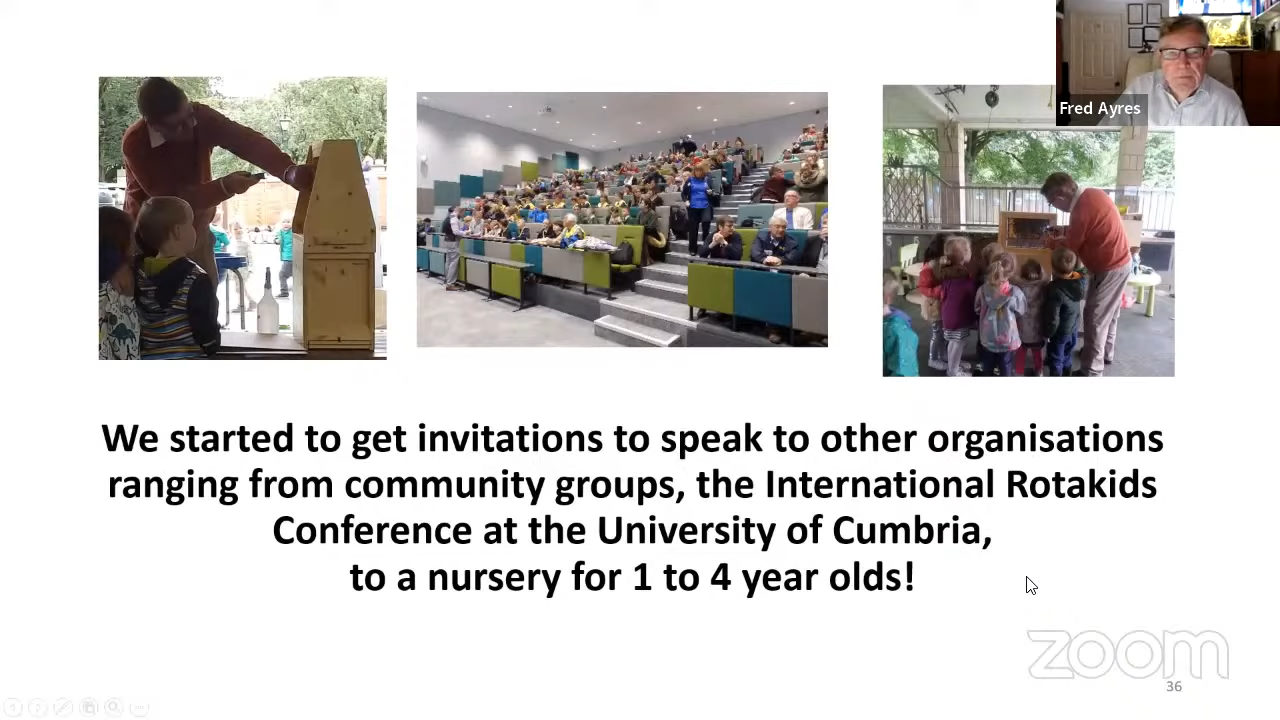 Fred Ayres
We started to get invitations to speak to other organisations
ranging from community groups, the International Rotakids
Conference at the University of Cumbria,
to a nursery for 1 to 4 year olds!
zoom
36